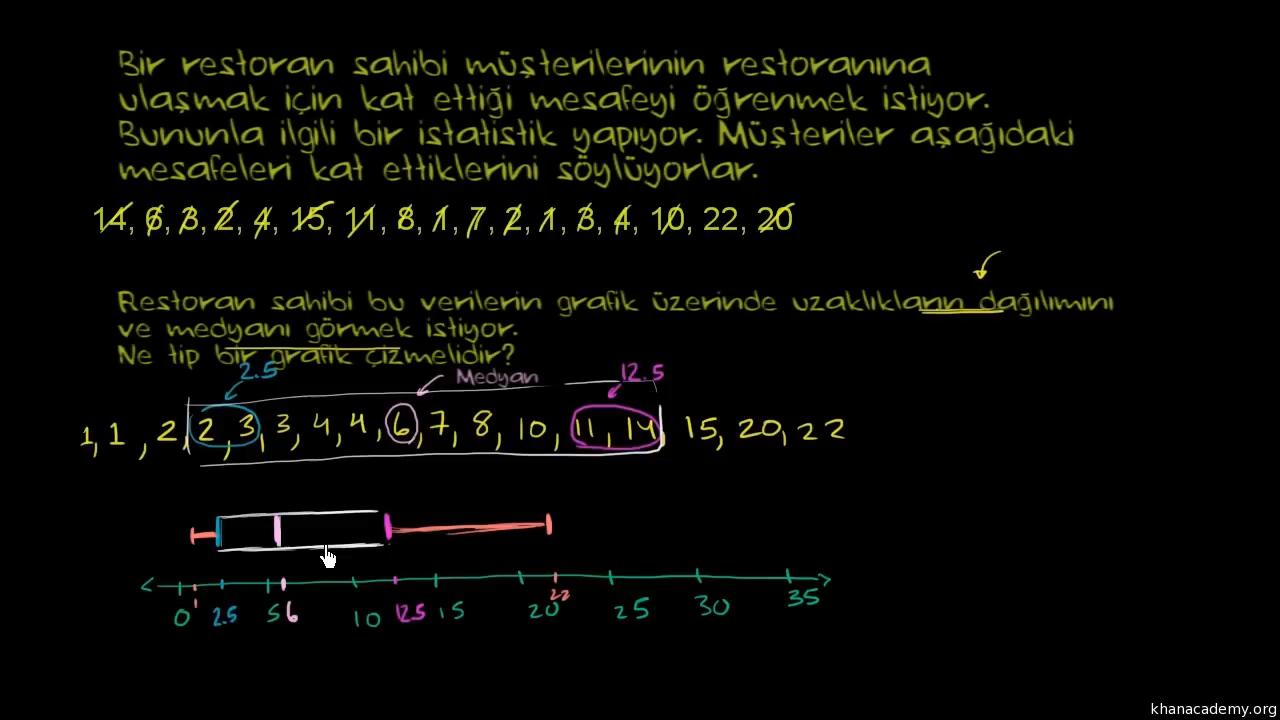 Bir restoran sahibi müşterilerinin restoranına
ulaşmak için kat ettiği mesafeyi öğrenmek istiyor.
Bununla ilgili bir istatistik yapıyor. Müşteriler aşağıdaki
mesafeleri kat ettiklerini söylüyorlar.
14, 6, 3, 2, 4, 15, 11, 8, 1, 7, 2, 1, 3, 4, 10, 22, 20
Restoran sahibi bu verilerin grafik üzerinde uzaklıkların dağılımını
ve medyanı görmek istiyor.
Ne tip bir grafik çizmelidir?
2.5 Medyan 12.5
1, 1, 2, 2, 3, 3, 4, 4, 6, 7, 8, 10, 11, 14, 15, 20, 22
0 1 2.5 5 6 10 12.5 15 20 22 25 30 35
khanacademy.org